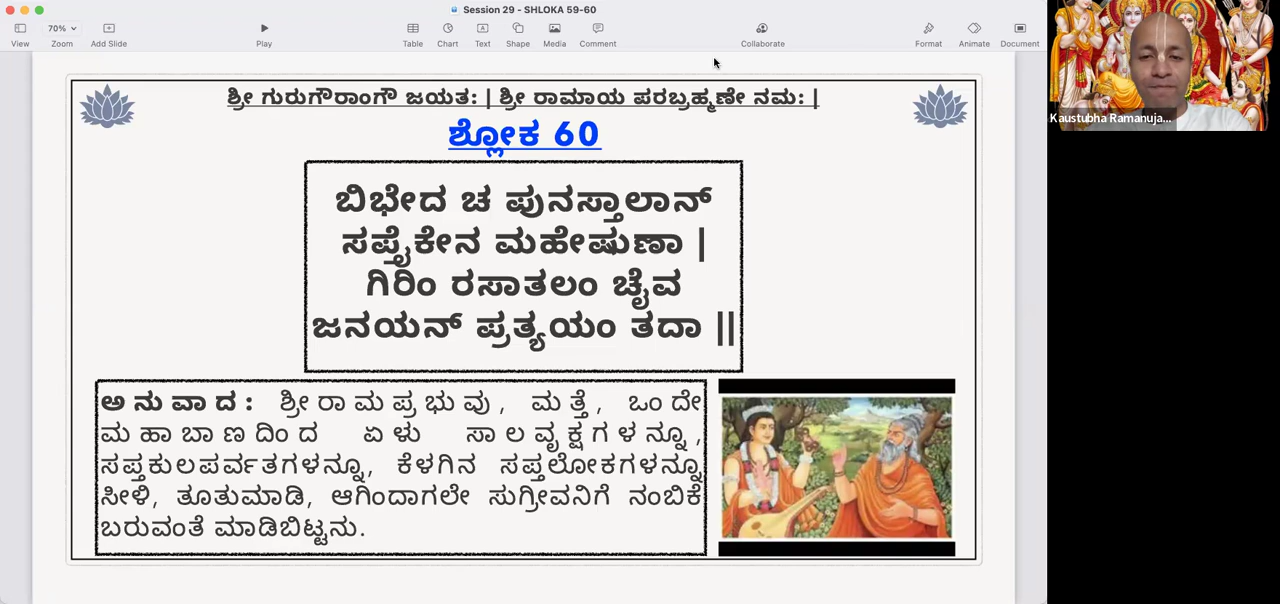 Session 29 - SHLOKA 59-60
70%
View
Zoom
Add Slide
Play
Table
Chart
Text
Shape
Media
Comment
Collaborate
Format
Animate
Document
Kaustubha Ramanuja...
ಶ್ರೀ ಗುರುಗೌರಾಂಗೌ ಜಯತಃ | ಶ್ರೀ ರಾಮಾಯ ಪರಬ್ರಹ್ಮಣೇ ನಮಃ |
ಶ್ಲೋಕ 60
ಬಿಭೇದ ಚ ಪುನಸ್ತಾಲಾನ್
ಸಪ್ತೈಕೇನ ಮಹೇಷುಣಾ |
ಗಿರಿಂ ರಸಾತಲಂ ಚೈವ
ಜನಯನ್ ಪ್ರತ್ಯಯಂ ತದಾ ||
ಅನುವಾದ: ಶ್ರೀರಾಮಪ್ರಭುವು, ಮತ್ತೆ, ಒಂದೇ
ಮಹಾಬಾಣದಿಂದ ಏಳು ಸಾಲವೃಕ್ಷಗಳನ್ನೂ,
ಸಪ್ತಕುಲಪರ್ವತಗಳನ್ನೂ, ಕೆಳಗಿನ ಸಪ್ತಲೋಕಗಳನ್ನೂ
ಸೀಳಿ, ತೂತುಮಾಡಿ, ಆಗಿಂದಾಗಲೇ ಸುಗ್ರೀವನಿಗೆ ನಂಬಿಕೆ
ಬರುವಂತೆ ಮಾಡಿಬಿಟ್ಟನು.